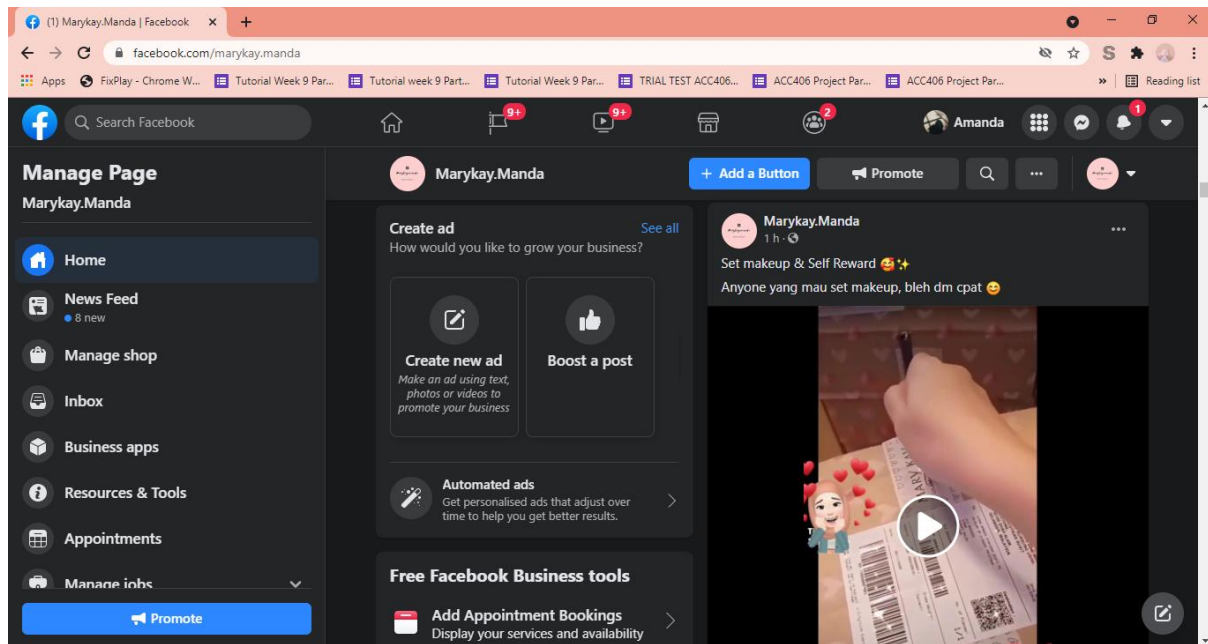 (1) Marykay.Manda | Facebook
facebook.com/marykay.manda
Apps
FixPlay - Chrome W...
Tutorial Week 9 Par...
Tutorial week 9 Part...
Tutorial Week 9 Par...
TRIAL TEST ACC406...
ACC406 Project Par...
ACC406 Project Par...
Reading list
Search Facebook
9+
9+
2
Amanda
1
Manage Page
Marykay.Manda
Home
News Feed
8 new
Manage shop
Inbox
Business apps
Resources & Tools
Appointments
Manage jobs
Promote
Marykay.Manda
+ Add a Button
Promote
Create ad
See all
How would you like to grow your business?
Create new ad
Make an ad using text,
photos or videos to
promote your business
Boost a post
Automated ads
Get personalised ads that adjust over
time to help you get better results.
Free Facebook Business tools
Add Appointment Bookings
Display your services and availability
Marykay.Manda
1 h ·
Set makeup & Self Reward 🥰✨
Anyone yang mau set makeup, bleh dm cpat 😊